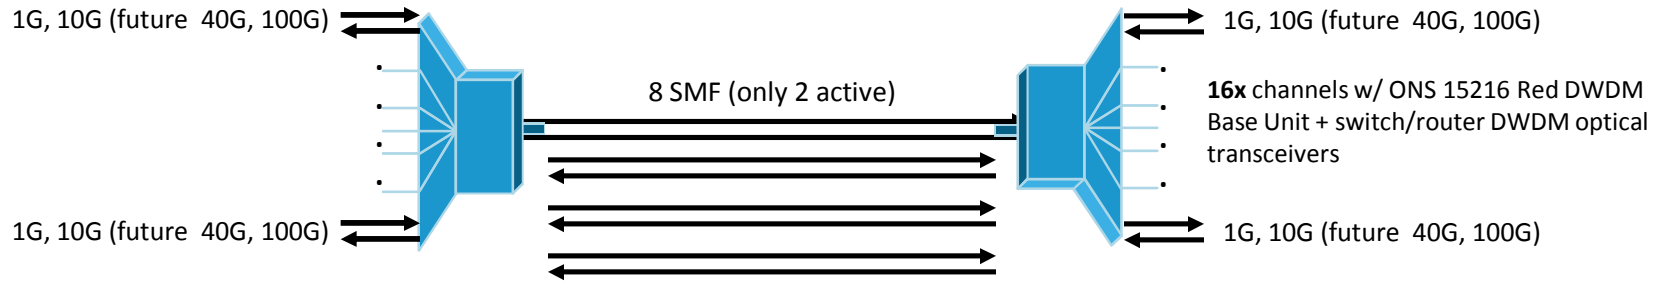 1G, 10G (future 40G, 100G)
1G, 10G (future 40G, 100G)
8 SMF (only 2 active)
16x channels w/ ONS 15216 Red DWDM
Base Unit + switch/router DWDM optical
transceivers
1G, 10G (future 40G, 100G)
1G, 10G (future 40G, 100G)